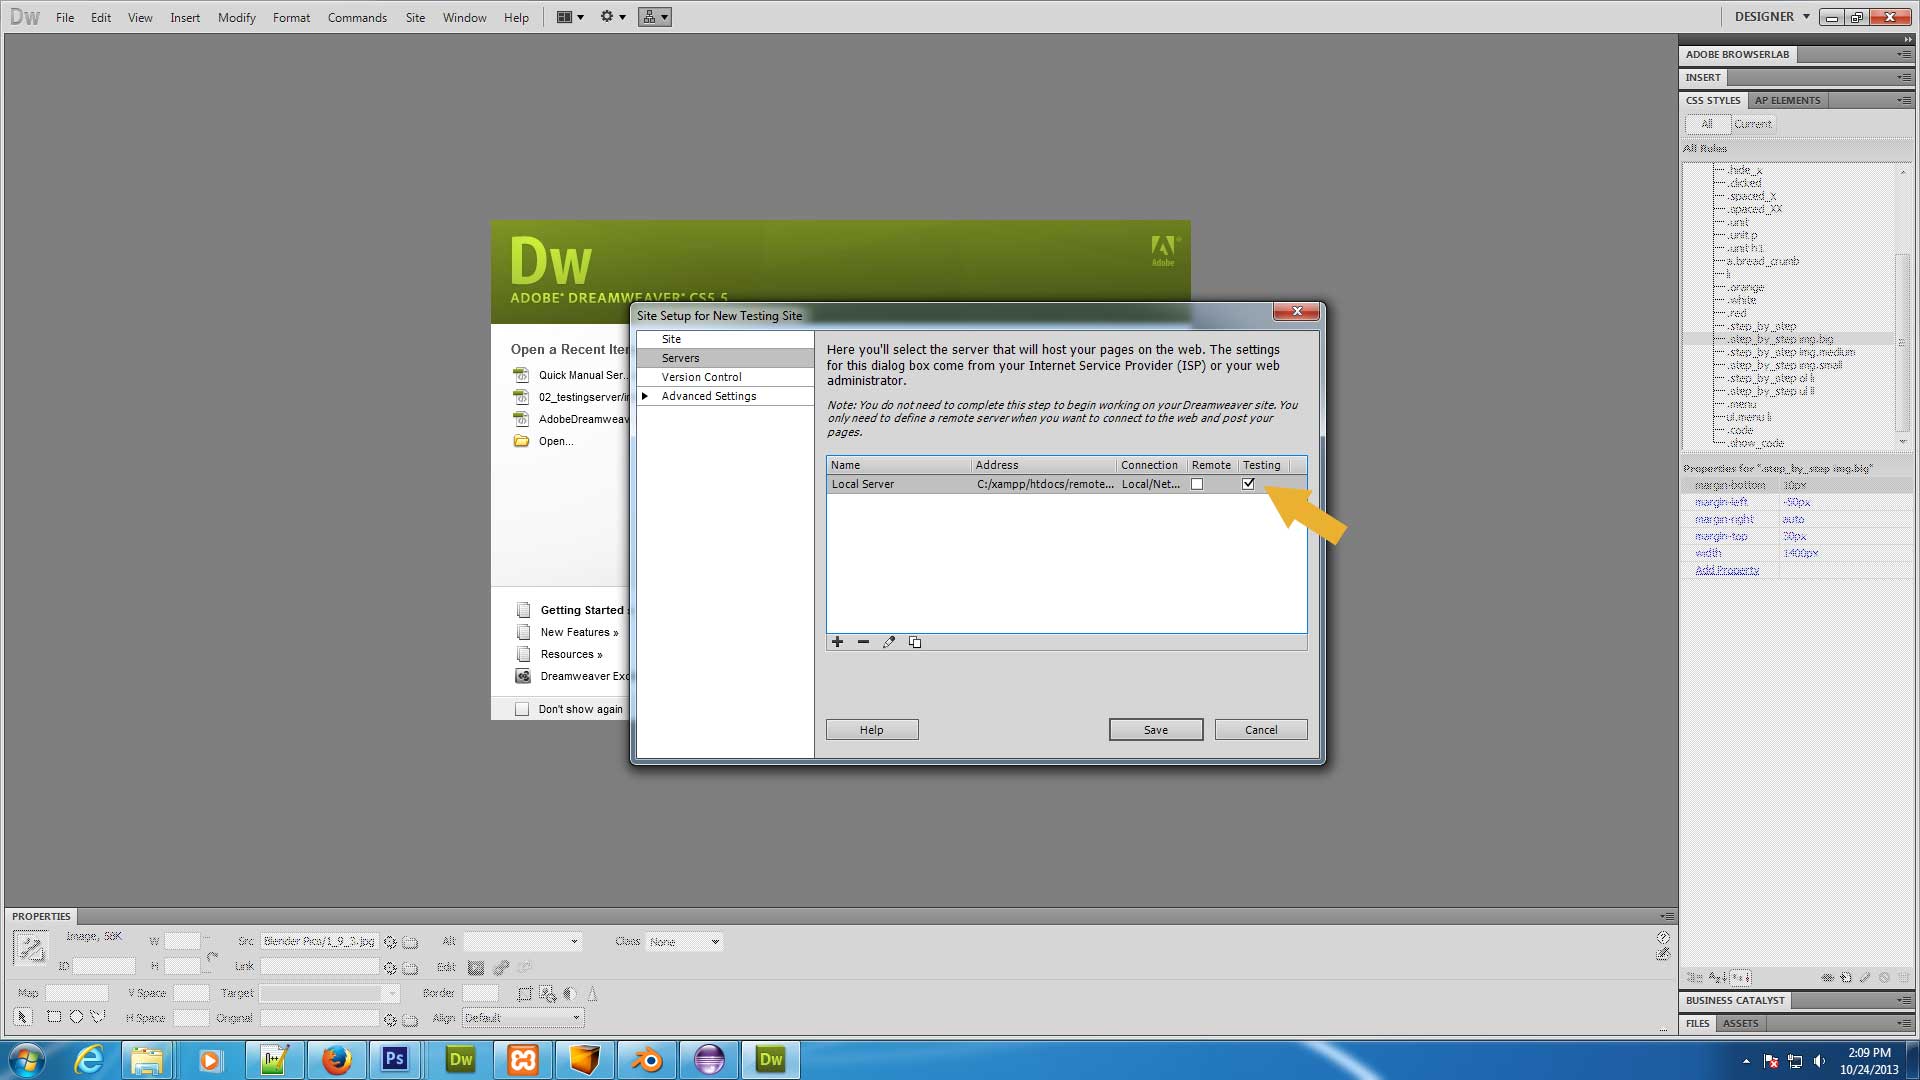 Dw File Edit View Insert Modify Format Commands Site Window Help DESIGNER
ADOBE BROWSERLAB
INSERT
CSS STYLES AP ELEMENTS
All Current
All Rules
.hide_x
.clicked
.spaced_X
.spaced_XX
.unit
.unit p
.unit h1
a.bread_crumb
li
.orange
.white
.red
.step_by_step
.step_by_step img.big
.step_by_step img.medium
.step_by_step img.small
.step_by_step ol li
.step_by_step ul li
.menu
ul.menu li
.code
.show_code
Properties for ".step_by_step img.big"
margin-bottom 10px
margin-left -50px
margin-right auto
margin-top 30px
width 1400px
Add Property
Dw
ADOBE® DREAMWEAVER® CS5.5
Adobe
Open a Recent Iter
Quick Manual Ser...
02_testingserver/i
AdobeDreamweav
Open...
Getting Started
New Features »
Resources »
Dreamweaver Exc
Don't show again
Site Setup for New Testing Site
Site
Servers
Version Control
Advanced Settings
Here you'll select the server that will host your pages on the web. The settings
for this dialog box come from your Internet Service Provider (ISP) or your web
administrator.
Note: You do not need to complete this step to begin working on your Dreamweaver site. You
only need to define a remote server when you want to connect to the web and post your
pages.
Name Address Connection Remote Testing
Local Server C:/xampp/htdocs/remote... Local/Net...
Help Save Cancel
PROPERTIES
Image, 58K W Src Blender Pics/1_9_3.jpg Alt Class None
ID H Link Edit
Map V Space Target Border
H Space Original Align Default
BUSINESS CATALYST
FILES ASSETS
Ps Dw Dw
2:09 PM
10/24/2013